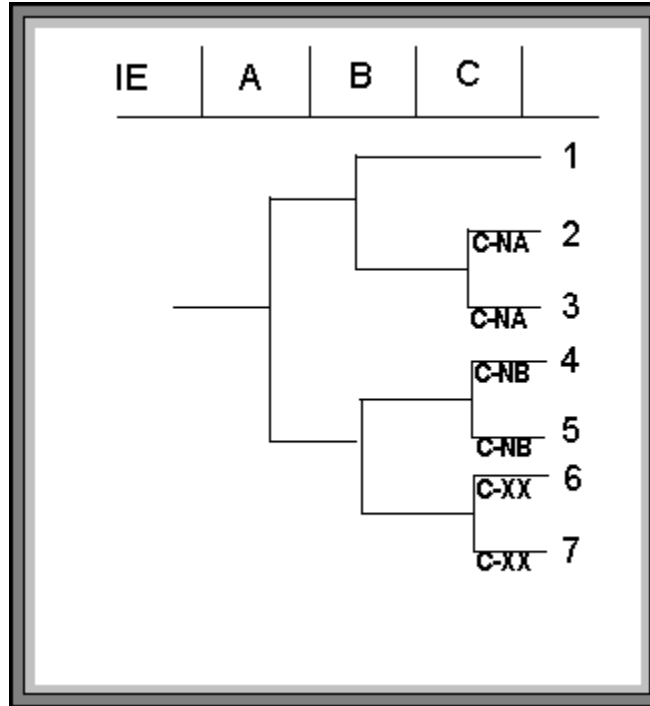 IE A B C
1
C-NA 2
C-NA 3
C-NB 4
C-NB 5
C-XX 6
C-XX 7